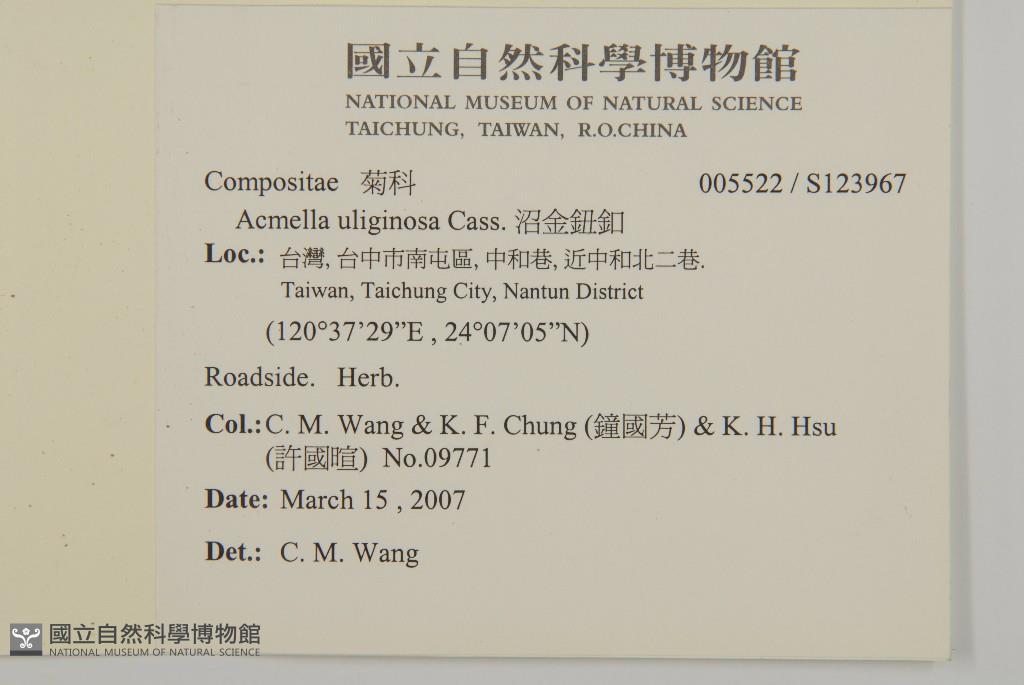 國立自然科學博物館
NATIONAL MUSEUM OF NATURAL SCIENCE
TAICHUNG, TAIWAN, R.O.CHINA
Compositae 菊科 005522 / S123967
Acmella uliginosa Cass. 沼金鈕釦
Loc.: 台灣, 台中市南屯區, 中和巷, 近中和北二巷.
Taiwan, Taichung City, Nantun District
(120°37’29”E , 24°07’05”N)
Roadside. Herb.
Col.: C. M. Wang & K. F. Chung (鐘國芳) & K. H. Hsu
(許國暄) No.09771
Date: March 15 , 2007
Det.: C. M. Wang
國立自然科學博物館
NATIONAL MUSEUM OF NATURAL SCIENCE